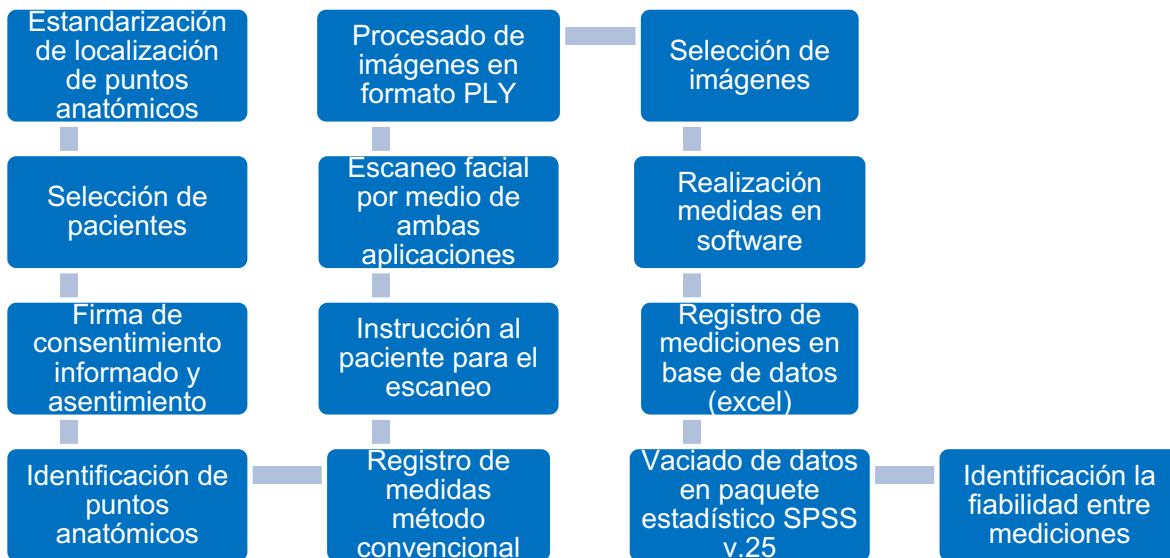 Estandarización
de localización
de puntos
anatómicos
Selección de
pacientes
Firma de
consentimiento
informado y
asentimiento
Identificación de
puntos
anatómicos
Registro de
medidas
método
convencional
Instrucción al
paciente para el
escaneo
Escaneo facial
por medio de
ambas
aplicaciones
Procesado de
imágenes en
formato PLY
Selección de
imágenes
Realización
medidas en
software
Registro de
mediciones en
base de datos
(excel)
Vaciado de datos
en paquete
estadístico SPSS
v.25
Identificación la
fiabilidad entre
mediciones